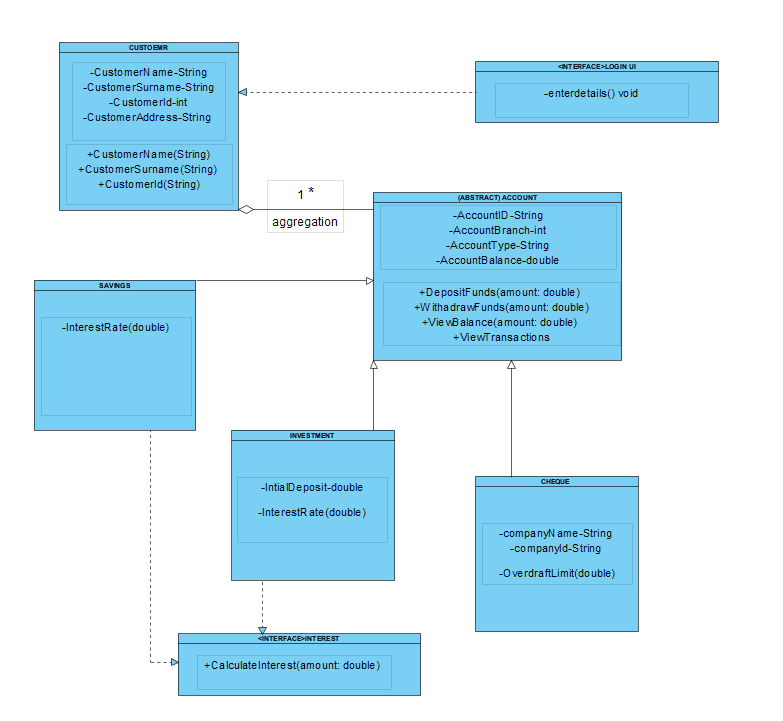 CUSTOEMR
-CustomerName-String
-CustomerSurname-String
-CustomerId-int
-CustomerAddress-String
+CustomerName(String)
+CustomerSurname(String)
+CustomerId(String)
<INTERFACE>LOGIN UI
-enterdetails() void
1 *
aggregation
(ABSTRACT) ACCOUNT
-AccountID-String
-AccountBranch-int
-AccountType-String
-AccountBalance-double
+DepositFunds(amount: double)
+WithadrawFunds(amount: double)
+ViewBalance(amount: double)
+ViewTransactions
SAVINGS
-InterestRate(double)
INVESTMENT
-IntialDeposit-double
-InterestRate(double)
CHEQUE
-companyName-String
-companyId-String
-OverdraftLimit(double)
<INTERFACE>INTEREST
+CalculateInterest(amount: double)